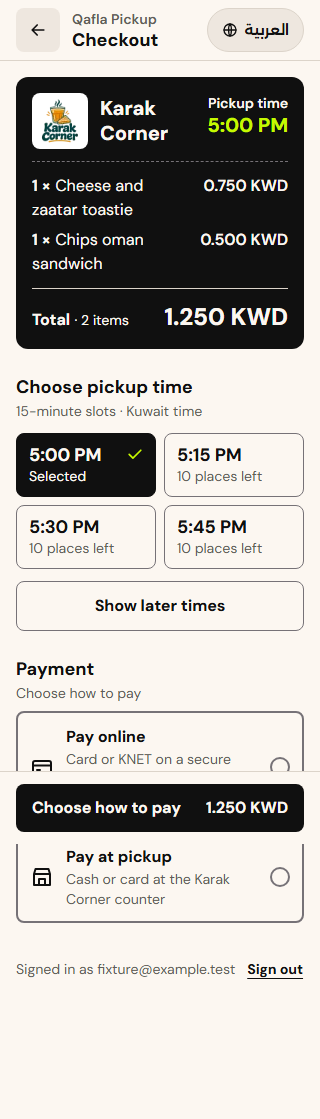 Qafla Pickup
Checkout
العربية
Karak Corner
Karak
Corner
Pickup time
5:00 PM
1 × Cheese and
zaatar toastie
0.750 KWD
1 × Chips oman
sandwich
0.500 KWD
Total · 2 items
1.250 KWD
Choose pickup time
15-minute slots · Kuwait time
5:00 PM
Selected
5:15 PM
10 places left
5:30 PM
10 places left
5:45 PM
10 places left
Show later times
Payment
Choose how to pay
Pay online
Card or KNET on a secure
Choose how to pay
1.250 KWD
Pay at pickup
Cash or card at the Karak
Corner counter
Signed in as fixture@example.test
Sign out